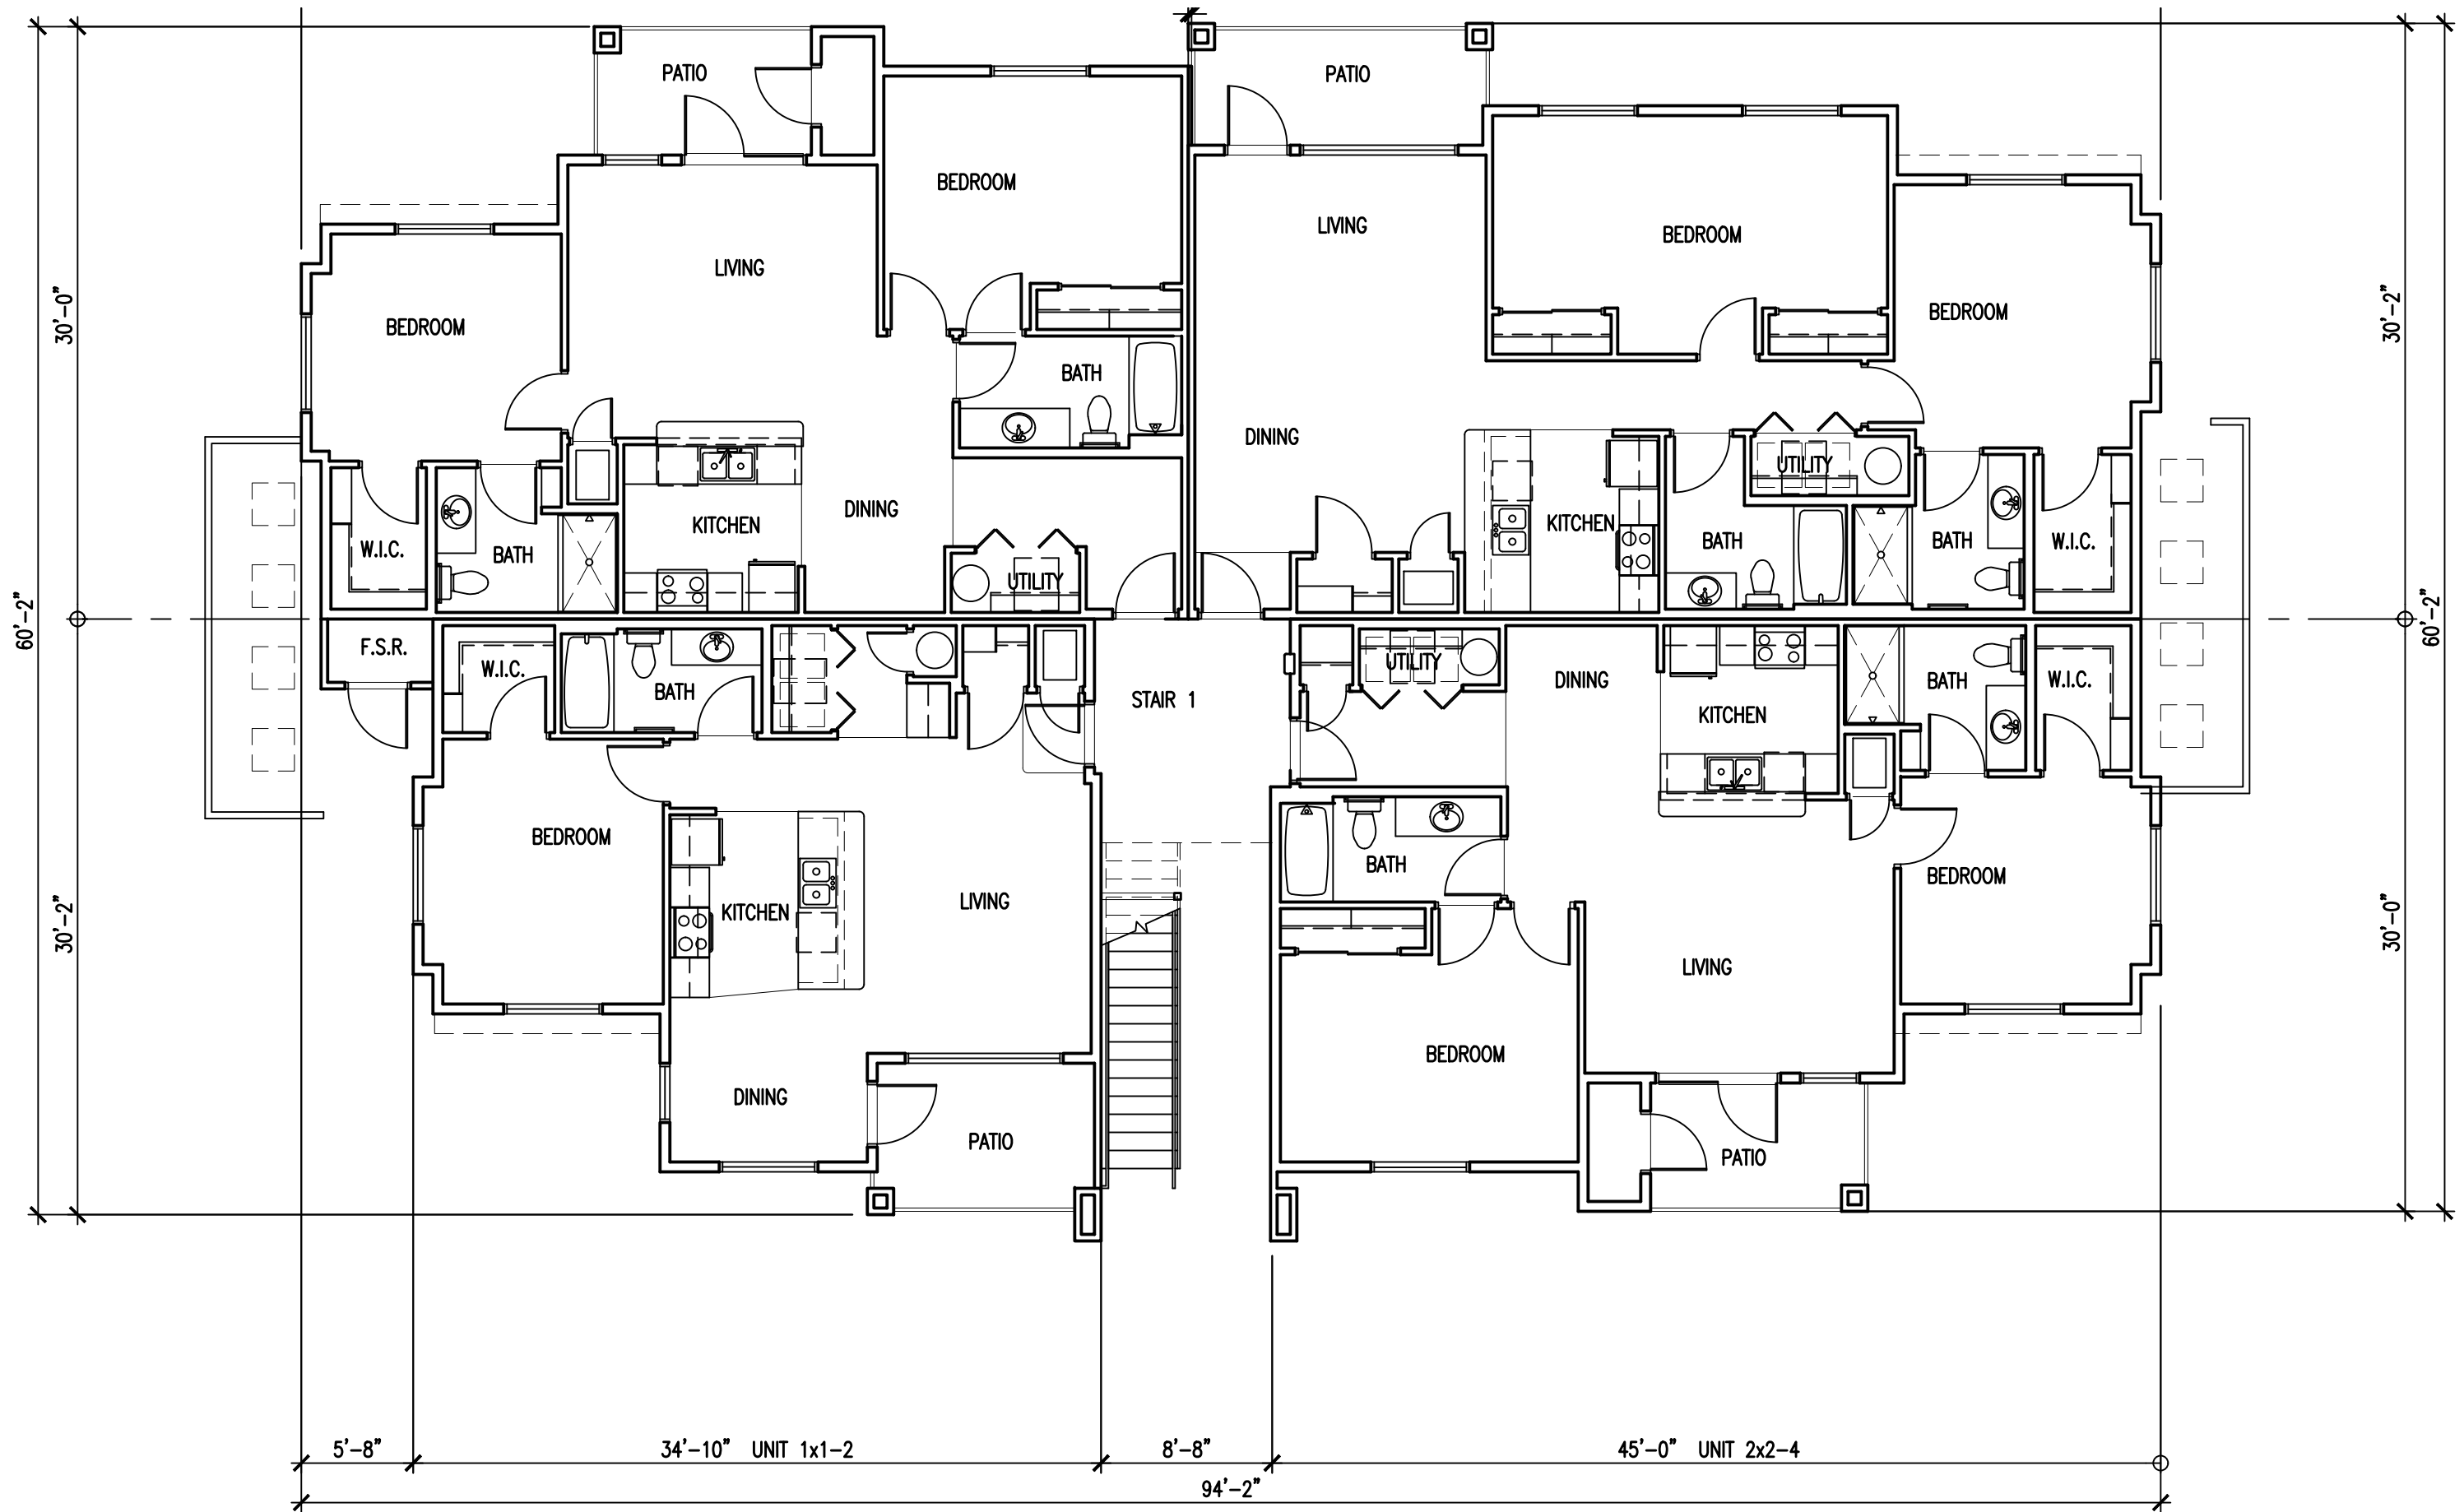 PATIO
PATIO
BEDROOM
LIVING
LIVING
BEDROOM
30'-0"
BEDROOM
BEDROOM
30'-2"
BATH
DINING
UTILITY
DINING
KITCHEN
KITCHEN
W.I.C.
BATH
BATH
BATH
W.I.C.
UTILITY
60'-2"
60'-2"
F.S.R.
W.I.C.
BATH
STAIR 1
UTILITY
DINING
BATH
W.I.C.
KITCHEN
BEDROOM
BATH
BEDROOM
30'-2"
KITCHEN
LIVING
30'-0"
LIVING
BEDROOM
DINING
PATIO
PATIO
5'-8"
34'-10" UNIT 1x1-2
8'-8"
45'-0" UNIT 2x2-4
94'-2"